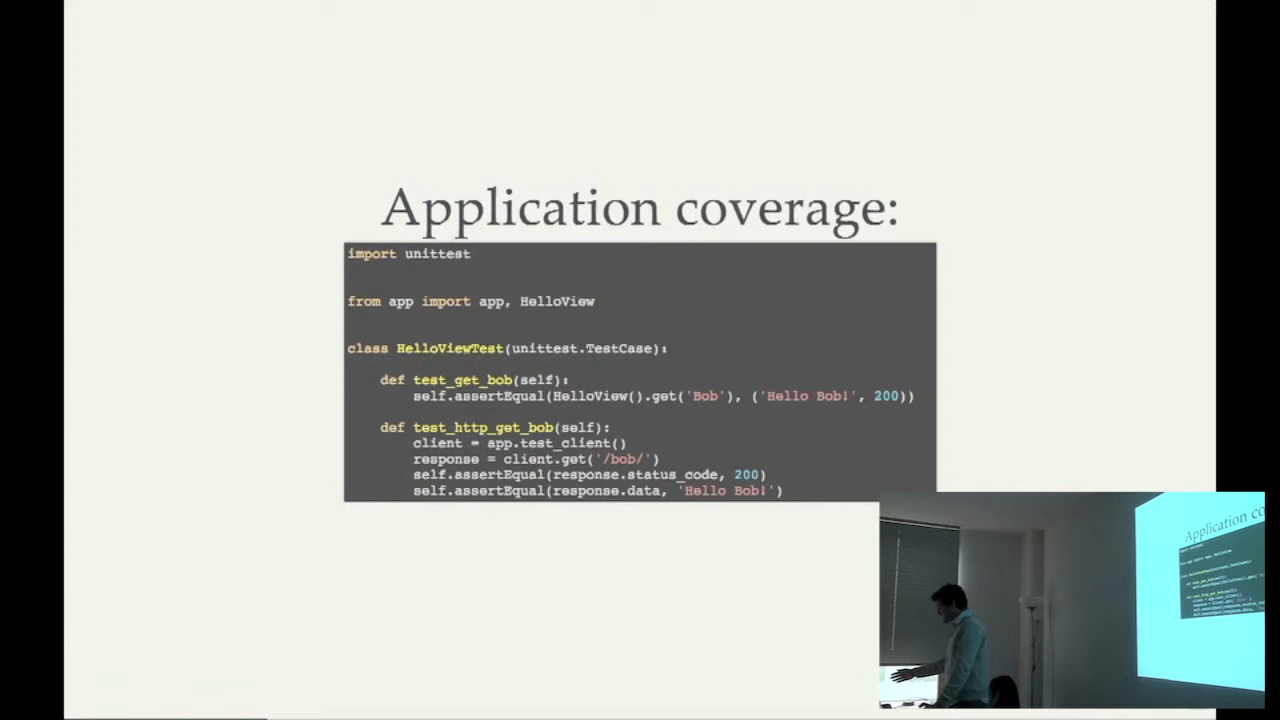 Application coverage:
import unittest
from app import app, HelloView
class HelloViewTest(unittest.TestCase):
def test_get_bob(self):
self.assertEqual(HelloView().get('Bob'), ('Hello Bob!', 200))
def test_http_get_bob(self):
client = app.test_client()
response = client.get('/bob/')
self.assertEqual(response.status_code, 200)
self.assertEqual(response.data, 'Hello Bob!')
Application co